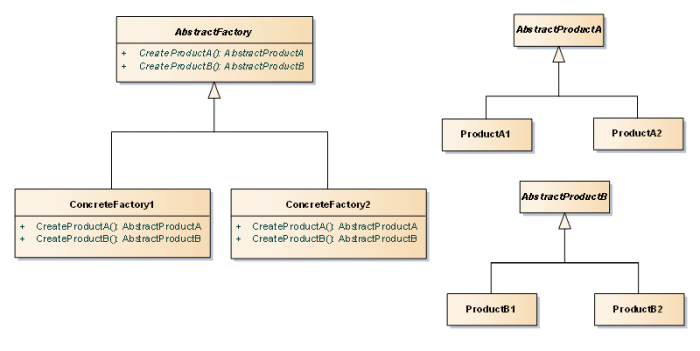 AbstractFactory
+ CreateProductA(): AbstractProductA
+ CreateProductB(): AbstractProductB
ConcreteFactory1
+ CreateProductA(): AbstractProductA
+ CreateProductB(): AbstractProductB
ConcreteFactory2
+ CreateProductA(): AbstractProductA
+ CreateProductB(): AbstractProductB
AbstractProductA
ProductA1
ProductA2
AbstractProductB
ProductB1
ProductB2